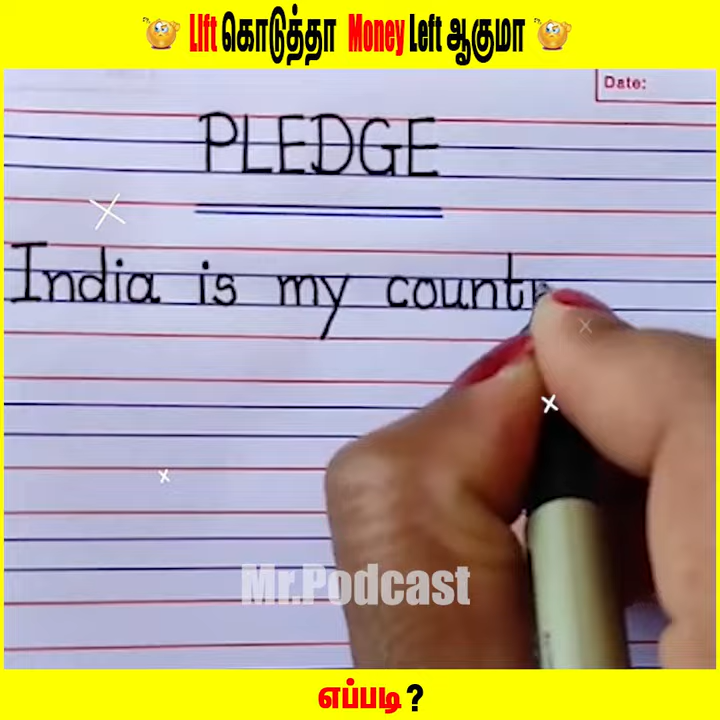 LIft கொடுத்தா Money Left ஆகுமா
Date:
PLEDGE
India is my countr
Mr.Podcast
எப்படி ?